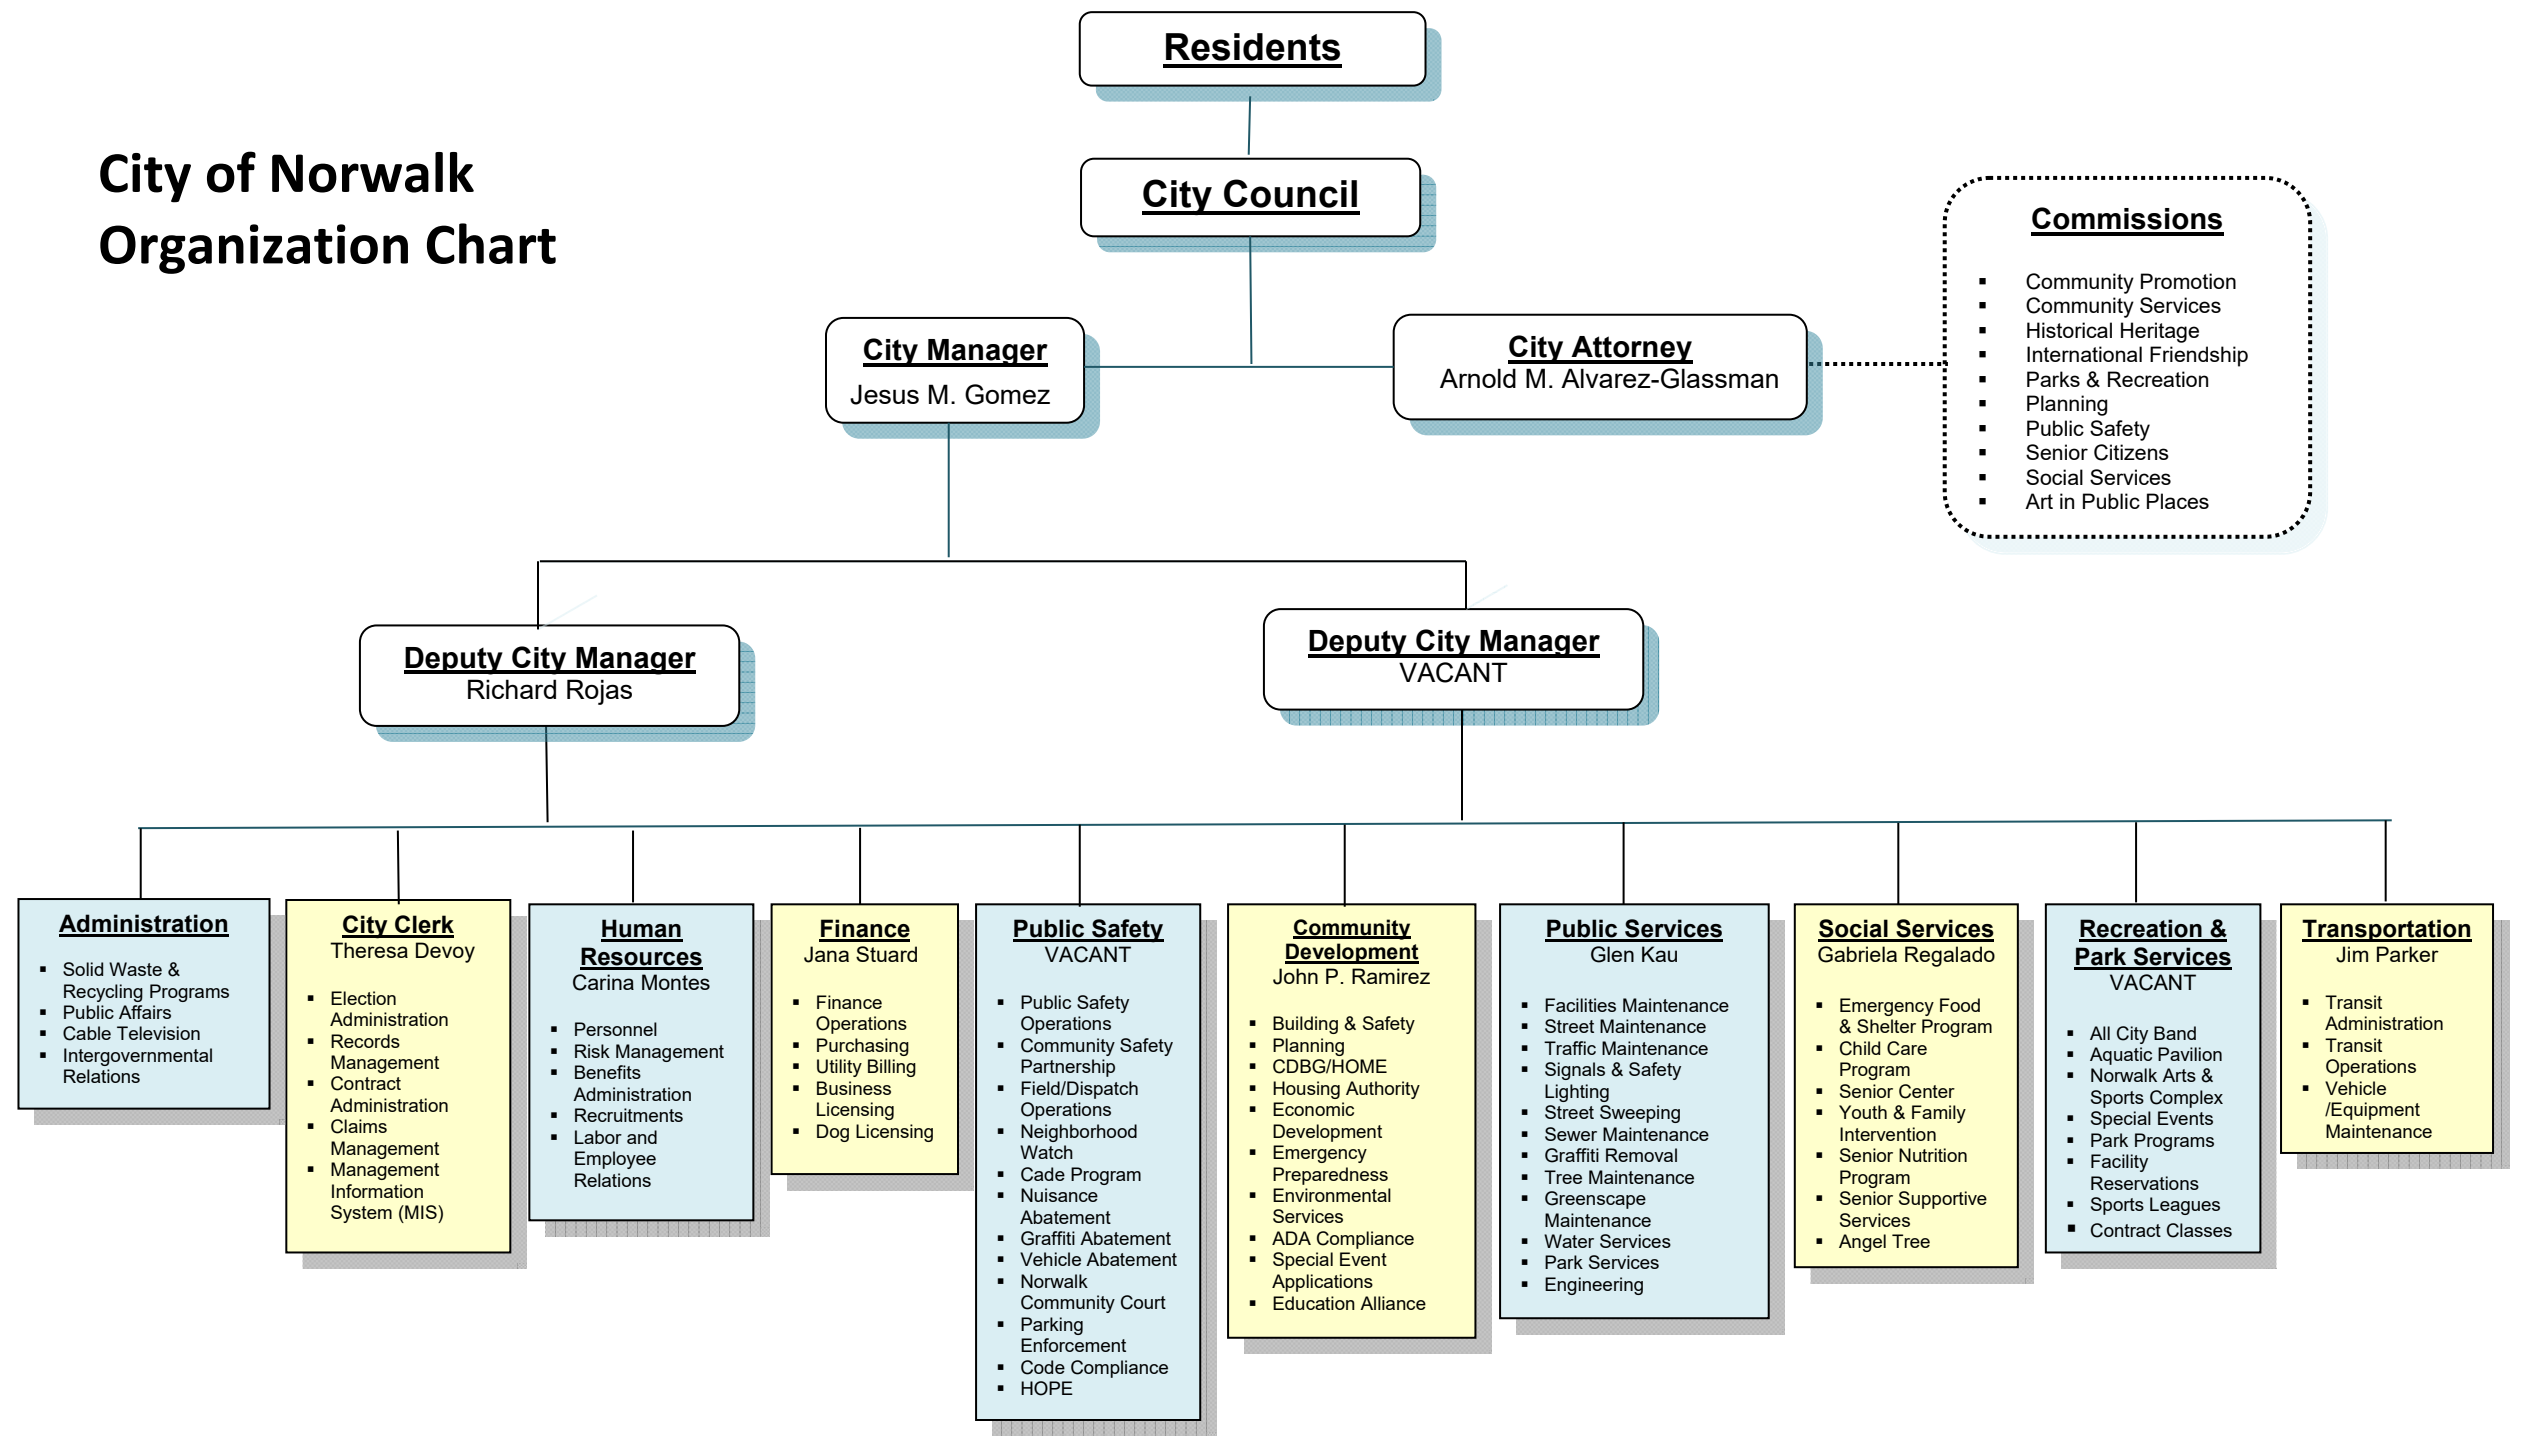 Residents
City of Norwalk
Organization Chart
City Council
Commissions
▪ Community Promotion
▪ Community Services
▪ Historical Heritage
▪ International Friendship
▪ Parks & Recreation
▪ Planning
▪ Public Safety
▪ Senior Citizens
▪ Social Services
▪ Art in Public Places
City Manager
Jesus M. Gomez
City Attorney
Arnold M. Alvarez-Glassman
Deputy City Manager
Richard Rojas
Deputy City Manager
VACANT
Administration
▪ Solid Waste &
Recycling Programs
▪ Public Affairs
▪ Cable Television
▪ Intergovernmental
Relations
City Clerk
Theresa Devoy
▪ Election
Administration
▪ Records
Management
▪ Contract
Administration
▪ Claims
Management
▪ Management
Information
System (MIS)
Human
Resources
Carina Montes
▪ Personnel
▪ Risk Management
▪ Benefits
Administration
▪ Recruitments
▪ Labor and
Employee
Relations
Finance
Jana Stuard
▪ Finance
Operations
▪ Purchasing
▪ Utility Billing
▪ Business
Licensing
▪ Dog Licensing
Public Safety
VACANT
▪ Public Safety
Operations
▪ Community Safety
Partnership
▪ Field/Dispatch
Operations
▪ Neighborhood
Watch
▪ Cade Program
▪ Nuisance
Abatement
▪ Graffiti Abatement
▪ Vehicle Abatement
▪ Norwalk
Community Court
▪ Parking
Enforcement
▪ Code Compliance
▪ HOPE
Community
Development
John P. Ramirez
▪ Building & Safety
▪ Planning
▪ CDBG/HOME
▪ Housing Authority
▪ Economic
Development
▪ Emergency
Preparedness
▪ Environmental
Services
▪ ADA Compliance
▪ Special Event
Applications
▪ Education Alliance
Public Services
Glen Kau
▪ Facilities Maintenance
▪ Street Maintenance
▪ Traffic Maintenance
▪ Signals & Safety
Lighting
▪ Street Sweeping
▪ Sewer Maintenance
▪ Graffiti Removal
▪ Tree Maintenance
▪ Greenscape
Maintenance
▪ Water Services
▪ Park Services
▪ Engineering
Social Services
Gabriela Regalado
▪ Emergency Food
& Shelter Program
▪ Child Care
Program
▪ Senior Center
▪ Youth & Family
Intervention
▪ Senior Nutrition
Program
▪ Senior Supportive
Services
▪ Angel Tree
Recreation &
Park Services
VACANT
▪ All City Band
▪ Aquatic Pavilion
▪ Norwalk Arts &
Sports Complex
▪ Special Events
▪ Park Programs
▪ Facility
Reservations
▪ Sports Leagues
▪ Contract Classes
Transportation
Jim Parker
▪ Transit
Administration
▪ Transit
Operations
▪ Vehicle
/Equipment
Maintenance